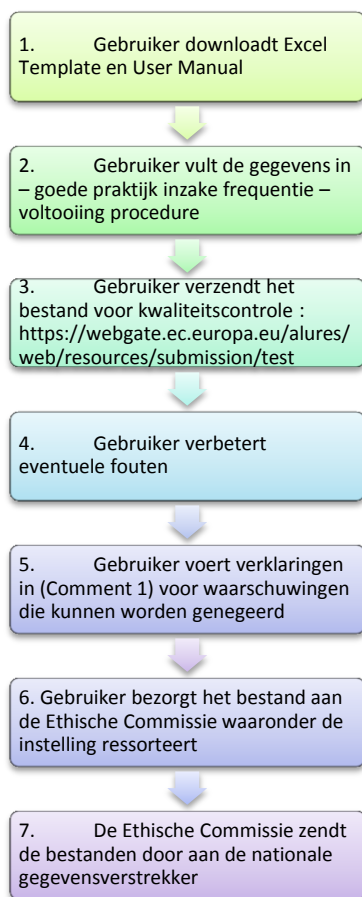 1. Gebruiker downloadt Excel
Template en User Manual
2. Gebruiker vult de gegevens in
– goede praktijk inzake frequentie –
voltooiing procedure
3. Gebruiker verzendt het
bestand voor kwaliteitscontrole :
https://webgate.ec.europa.eu/alures/
web/resources/submission/test
4. Gebruiker verbetert
eventuele fouten
5. Gebruiker voert verklaringen
in (Comment 1) voor waarschuwingen
die kunnen worden genegeerd
6. Gebruiker bezorgt het bestand aan
de Ethische Commissie waaronder de
instelling ressorteert
7. De Ethische Commissie zendt
de bestanden door aan de nationale
gegevensverstrekker